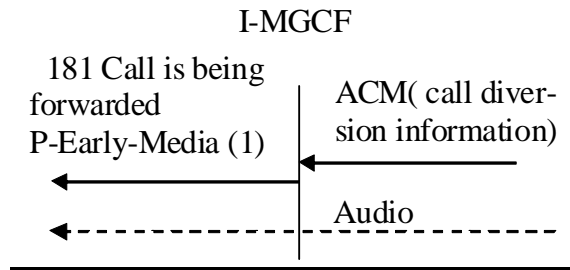 I-MGCF
181 Call is being
forwarded
P-Early-Media (1)
ACM( call diver-
sion information)
Audio